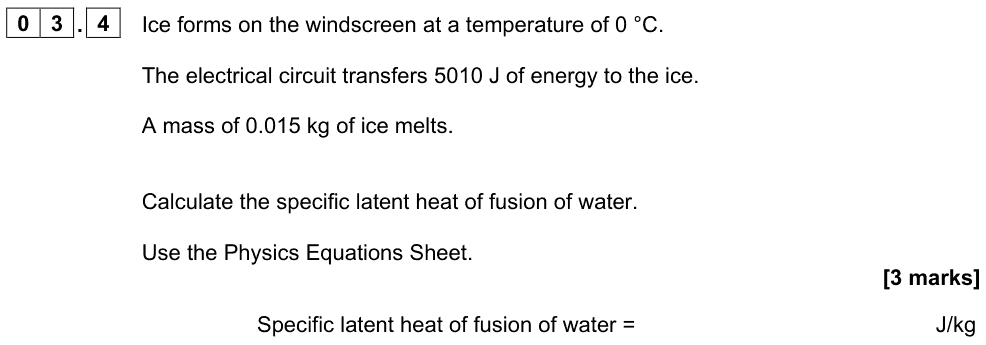 0 3 . 4 Ice forms on the windscreen at a temperature of 0 °C.
The electrical circuit transfers 5010 J of energy to the ice.
A mass of 0.015 kg of ice melts.
Calculate the specific latent heat of fusion of water.
Use the Physics Equations Sheet.
[3 marks]
Specific latent heat of fusion of water = J/kg